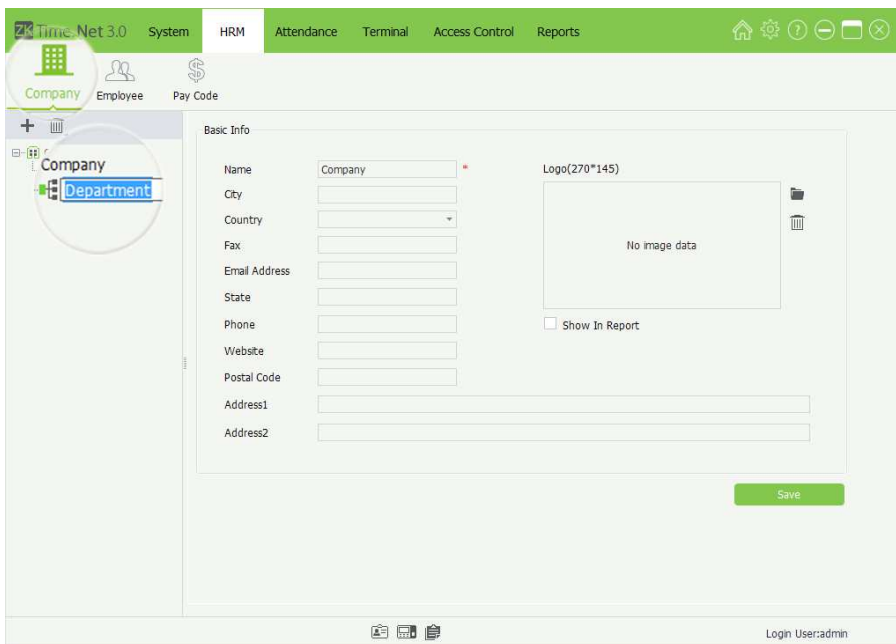 ZKTime.Net 3.0 System HRM Attendance Terminal Access Control Reports
Company Employee Pay Code
Basic Info
Company
Department
Name Company * Logo(270*145)
City
Country
Fax No image data
Email Address
State
Phone Show In Report
Website
Postal Code
Address1
Address2
Save
Login User:admin